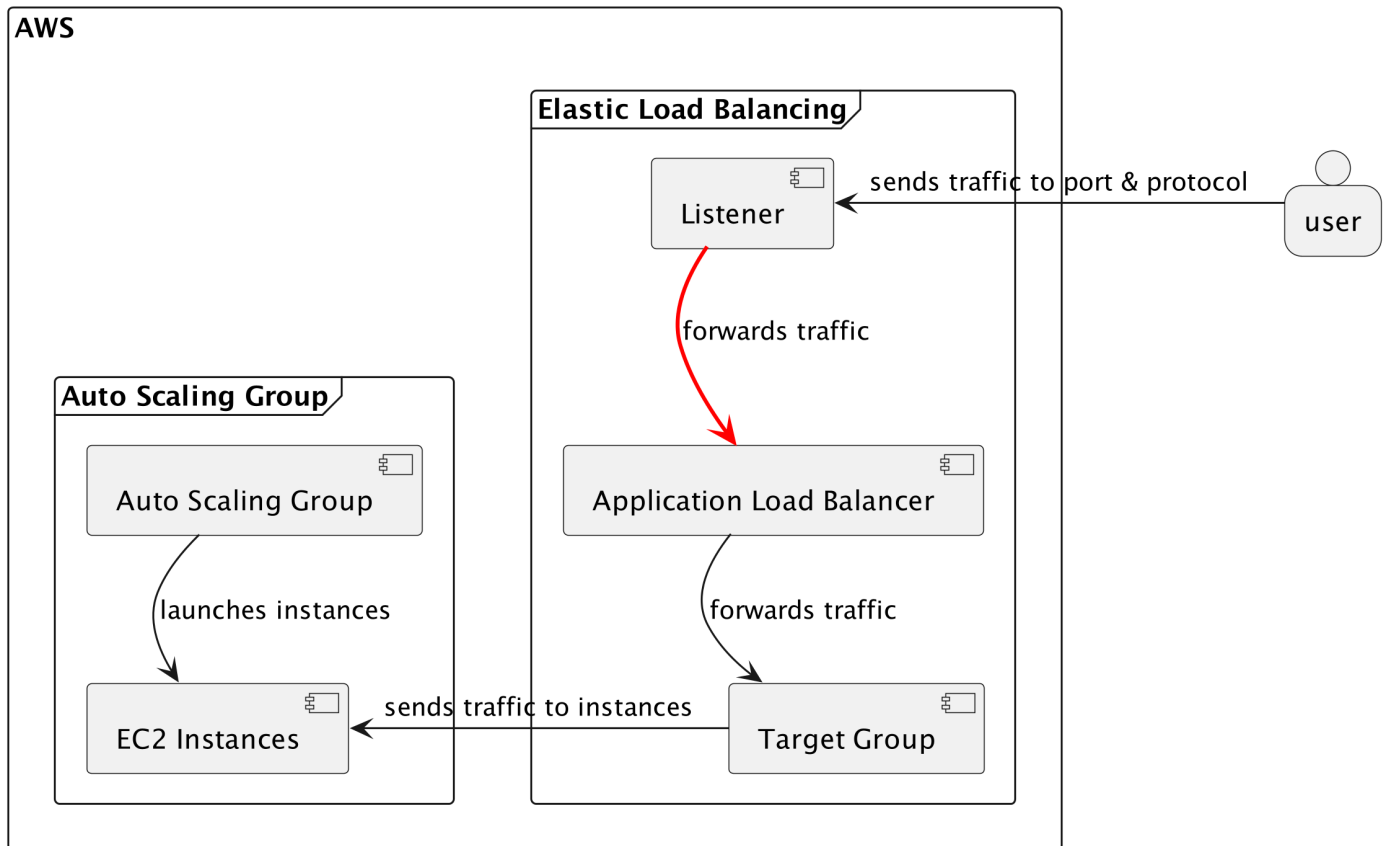 AWS
Elastic Load Balancing
Listener
sends traffic to port & protocol
user
forwards traffic
Auto Scaling Group
Auto Scaling Group
Application Load Balancer
launches instances
forwards traffic
EC2 Instances
sends traffic to instances
Target Group